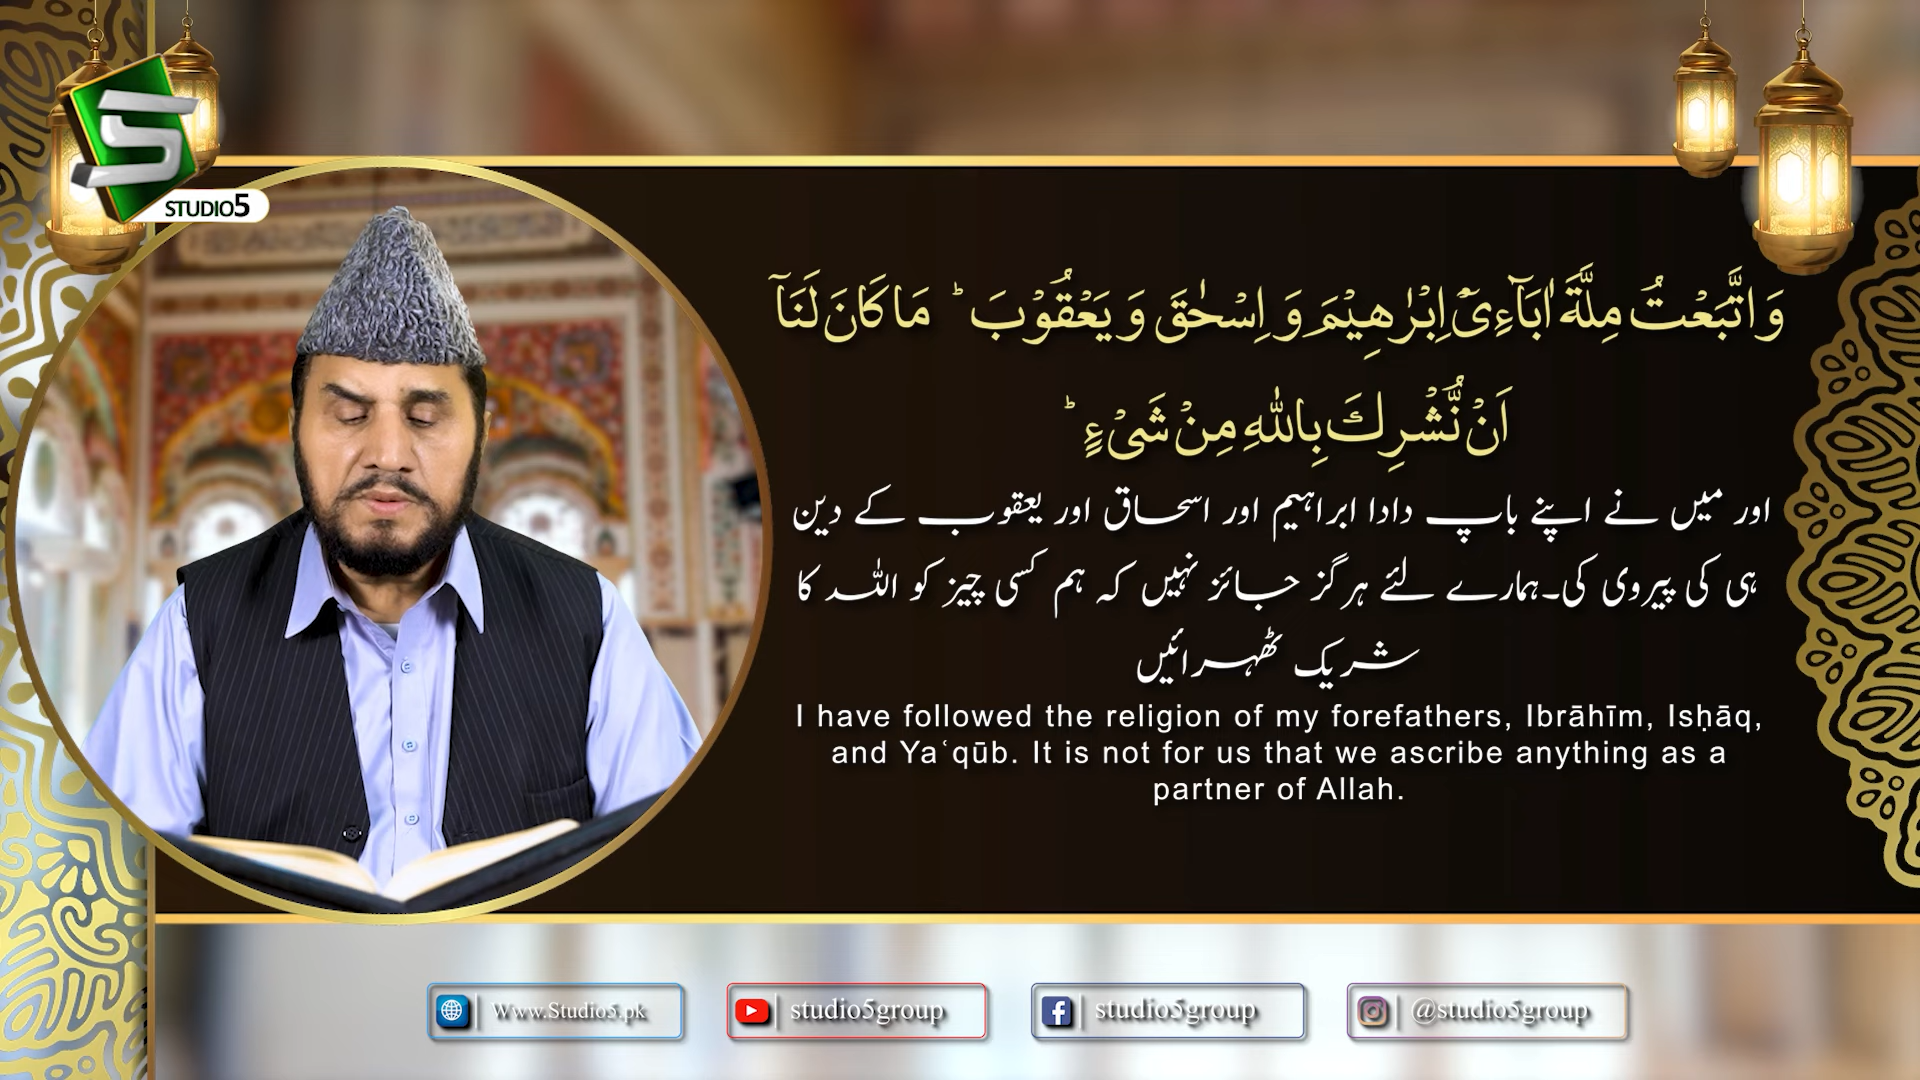 STUDIO5
وَ اتَّبَعْتُ مِلَّةَ اٰبَآءِیْۤ اِبْرٰهِیْمَ وَ اِسْحٰقَ وَ یَعْقُوْبَ ؕ مَا كَانَ لَنَاۤ
اَنْ نُّشْرِكَ بِاللّٰهِ مِنْ شَیْءٍ ؕ
اور میں نے اپنے باپ دادا ابراہیم اور اسحاق اور یعقوب کے دین
ہی کی پیروی کی۔ہمارے لئے ہرگز جائز نہیں کہ ہم کسی چیز کو اللہ کا
شریک ٹھہرائیں
I have followed the religion of my forefathers, Ibrāhīm, Isḥāq,
and Yaʿqūb. It is not for us that we ascribe anything as a
partner of Allah.
Www.Studio5.pk
studio5group
studio5group
@studio5group